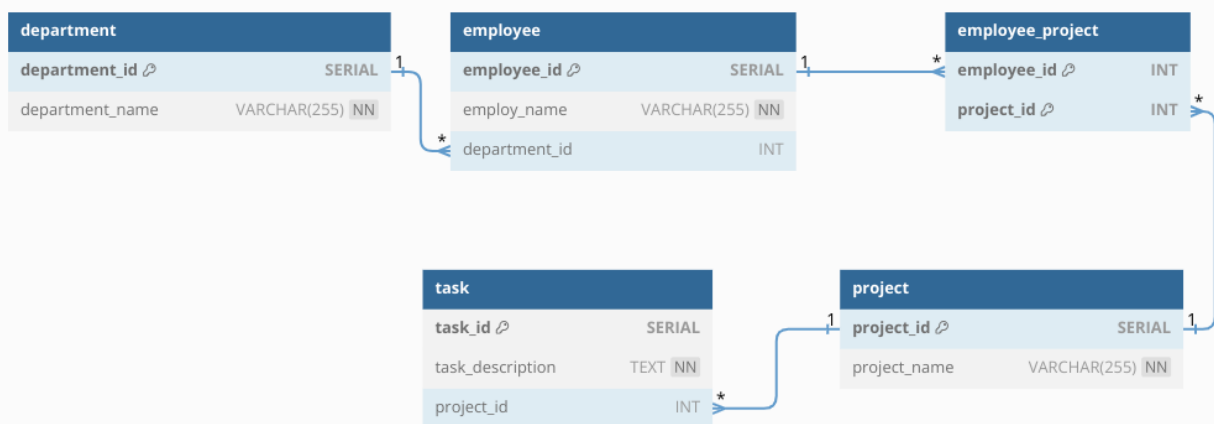 department
department_id SERIAL
department_name VARCHAR(255) NN
1
*
employee
employee_id SERIAL
employ_name VARCHAR(255) NN
department_id INT
1
*
employee_project
employee_id INT
project_id INT
*
task
task_id SERIAL
task_description TEXT NN
project_id INT
*
1
project
project_id SERIAL
project_name VARCHAR(255) NN
1